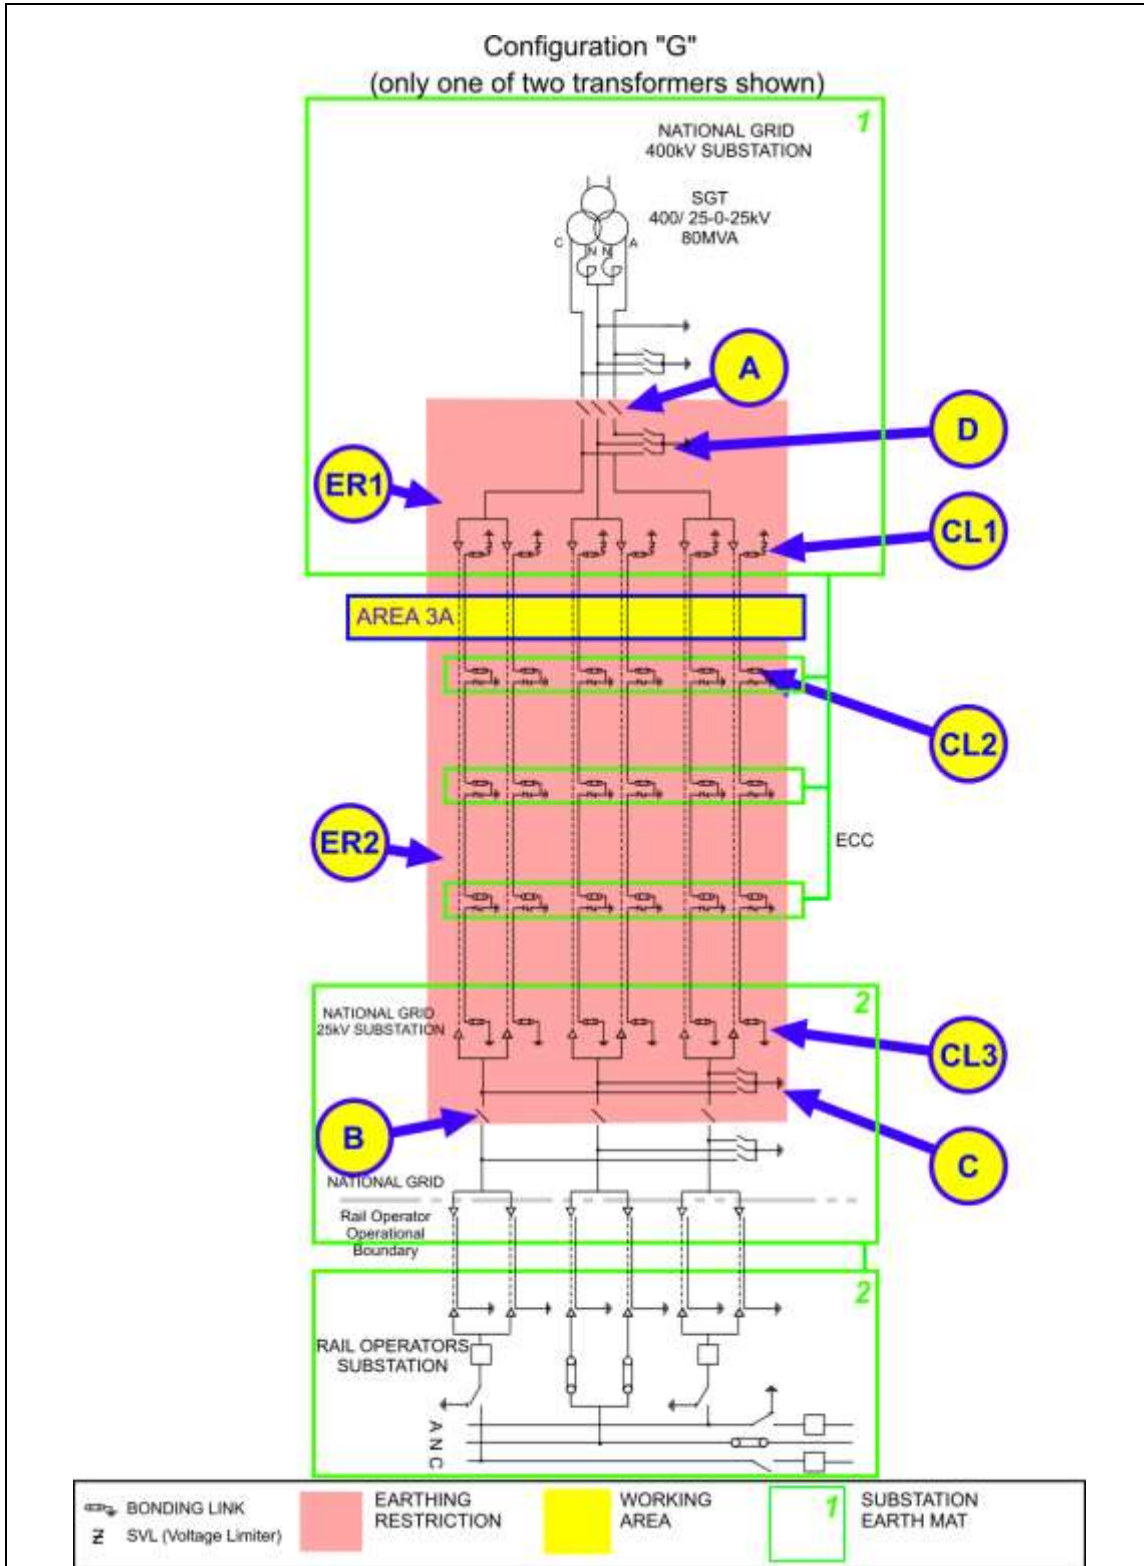 Configuration "G"
(only one of two transformers shown)
1
NATIONAL GRID
400kV SUBSTATION
SGT
400/ 25-0-25kV
80MVA
C
N N
A
A
D
ER1
CL1
AREA 3A
CL2
ER2
ECC
2
NATIONAL GRID
25kV SUBSTATION
CL3
B
C
NATIONAL GRID
Rail Operator
Operational
Boundary
2
RAIL OPERATORS
SUBSTATION
A
N
C
BONDING LINK
SVL (Voltage Limiter)
EARTHING
RESTRICTION
WORKING
AREA
1
SUBSTATION
EARTH MAT